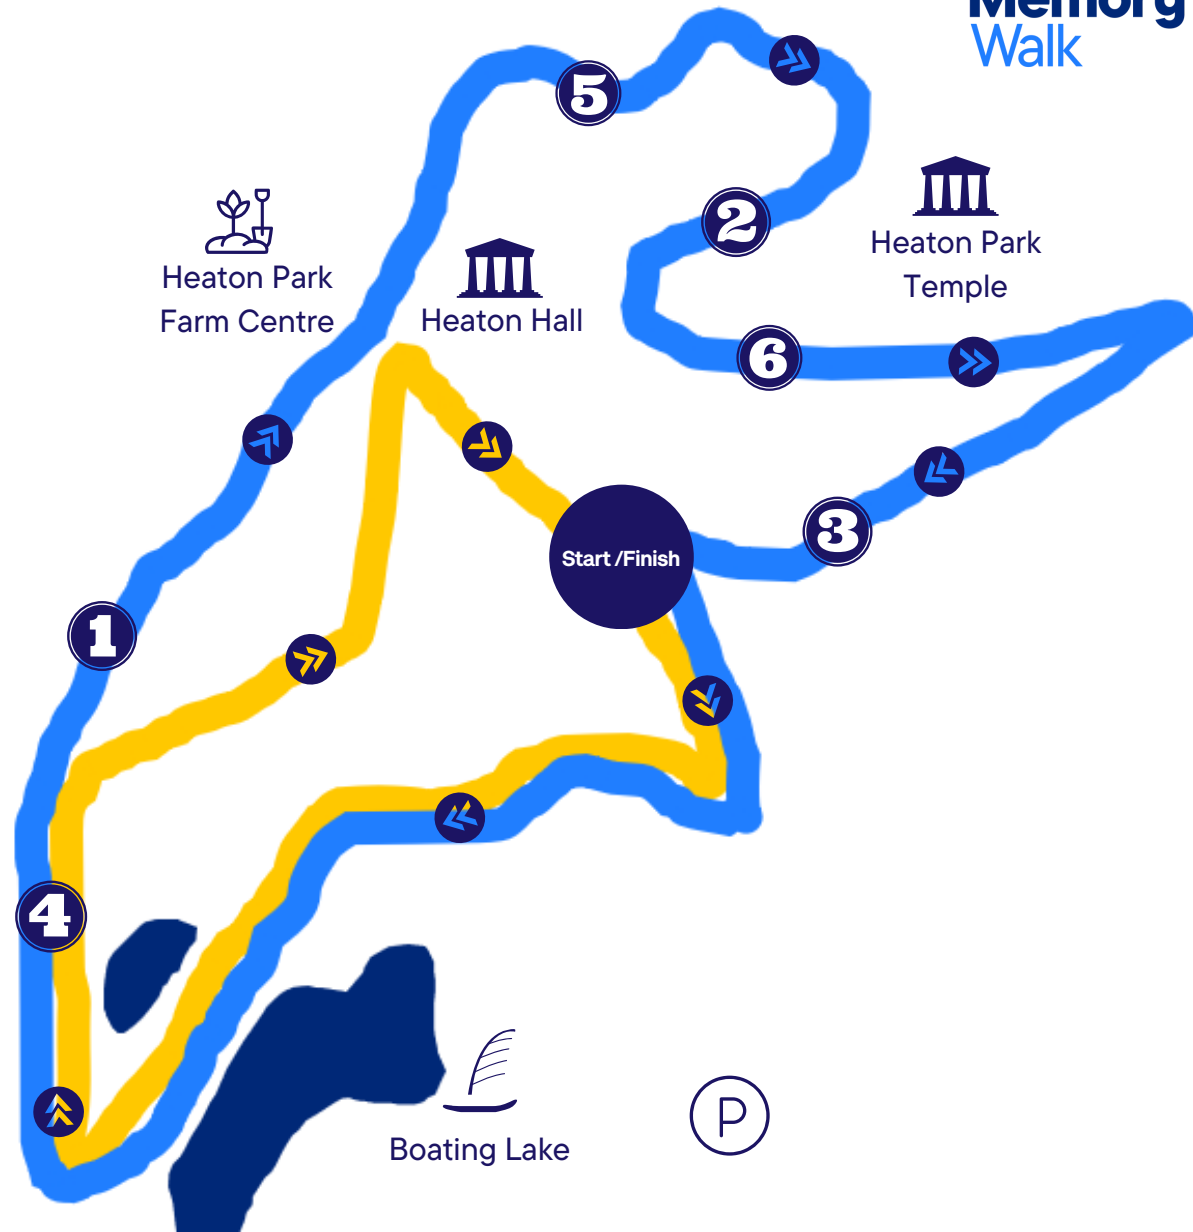 Memory
Walk
5
2
Heaton Park
Temple
Heaton Park
Farm Centre
Heaton Hall
6
3
Start /Finish
1
4
Boating Lake
P